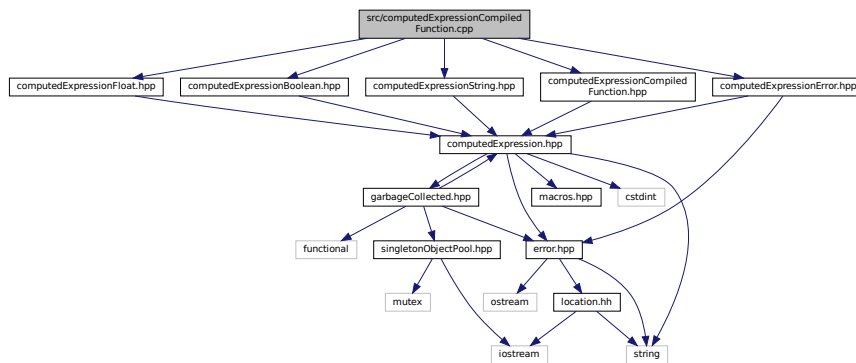 src/computedExpressionCompiled
Function.cpp
computedExpressionFloat.hpp
computedExpressionBoolean.hpp
computedExpressionString.hpp
computedExpressionCompiled
Function.hpp
computedExpressionError.hpp
computedExpression.hpp
garbageCollected.hpp
macros.hpp
cstdint
functional
singletonObjectPool.hpp
error.hpp
mutex
ostream
location.hh
iostream
string